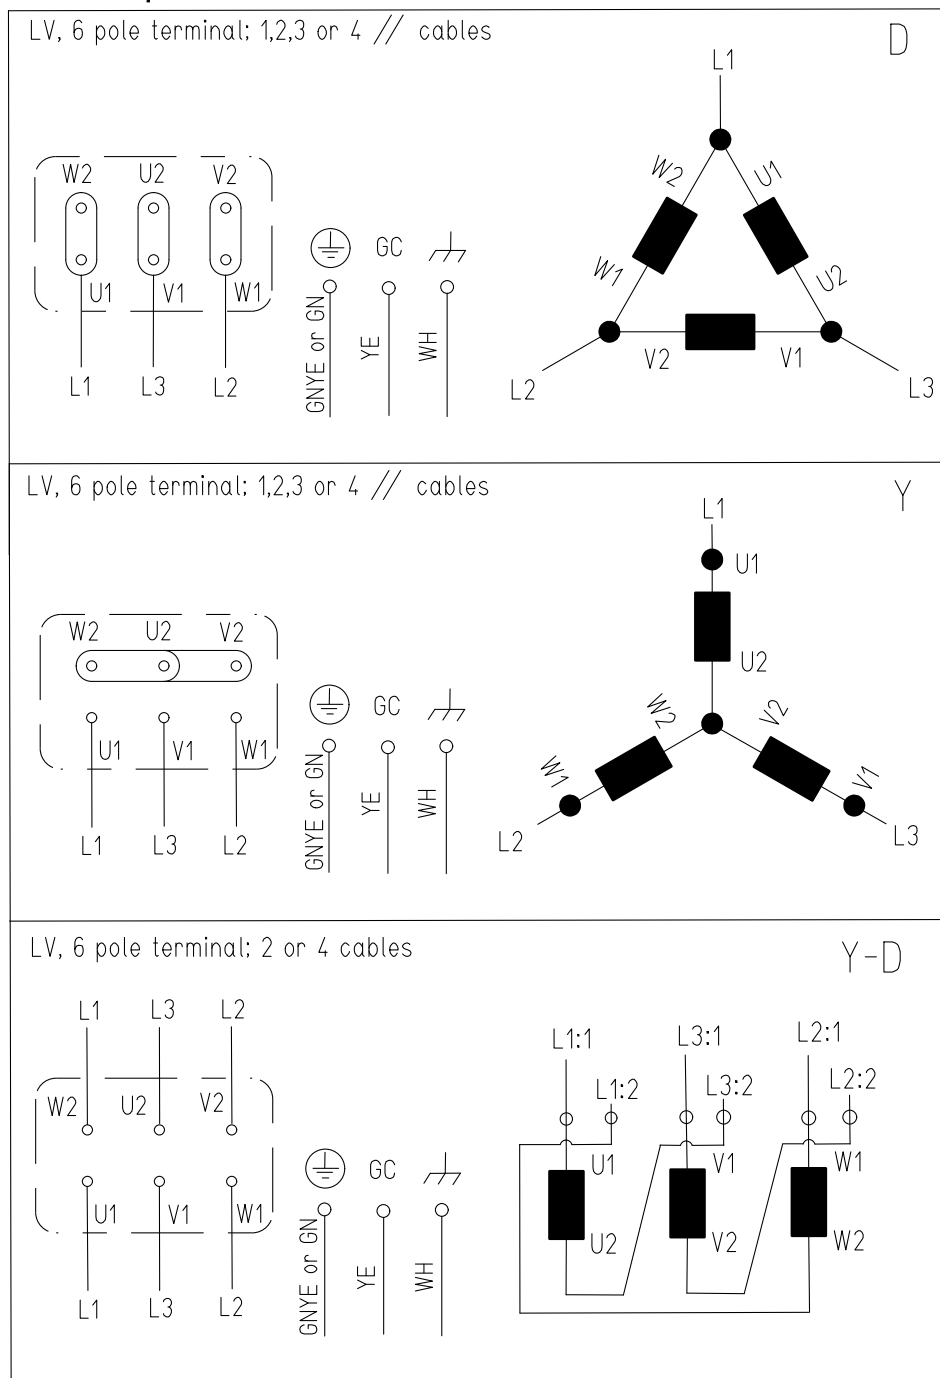 LV, 6 pole terminal; 1,2,3 or 4 // cables
D
L1
W2 U2 V2
W2 U1
GC
W1 U2
U1 V1 W1
GNYE or GN
YE
WH
V2 V1
L1 L3 L2
L2 L3
LV, 6 pole terminal; 1,2,3 or 4 // cables
Y
L1
U1
W2 U2 V2
U2
GC
W2 V2
U1 V1 W1
W1 V1
GNYE or GN
YE
WH
L1 L3 L2
L2 L3
LV, 6 pole terminal; 2 or 4 cables
Y-D
L1 L3 L2
L1:1 L3:1 L2:1
L1:2 L3:2 L2:2
W2 U2 V2
GC
U1 V1 W1
U1 V1 W1
GNYE or GN
YE
WH
U2 V2 W2
L1 L3 L2